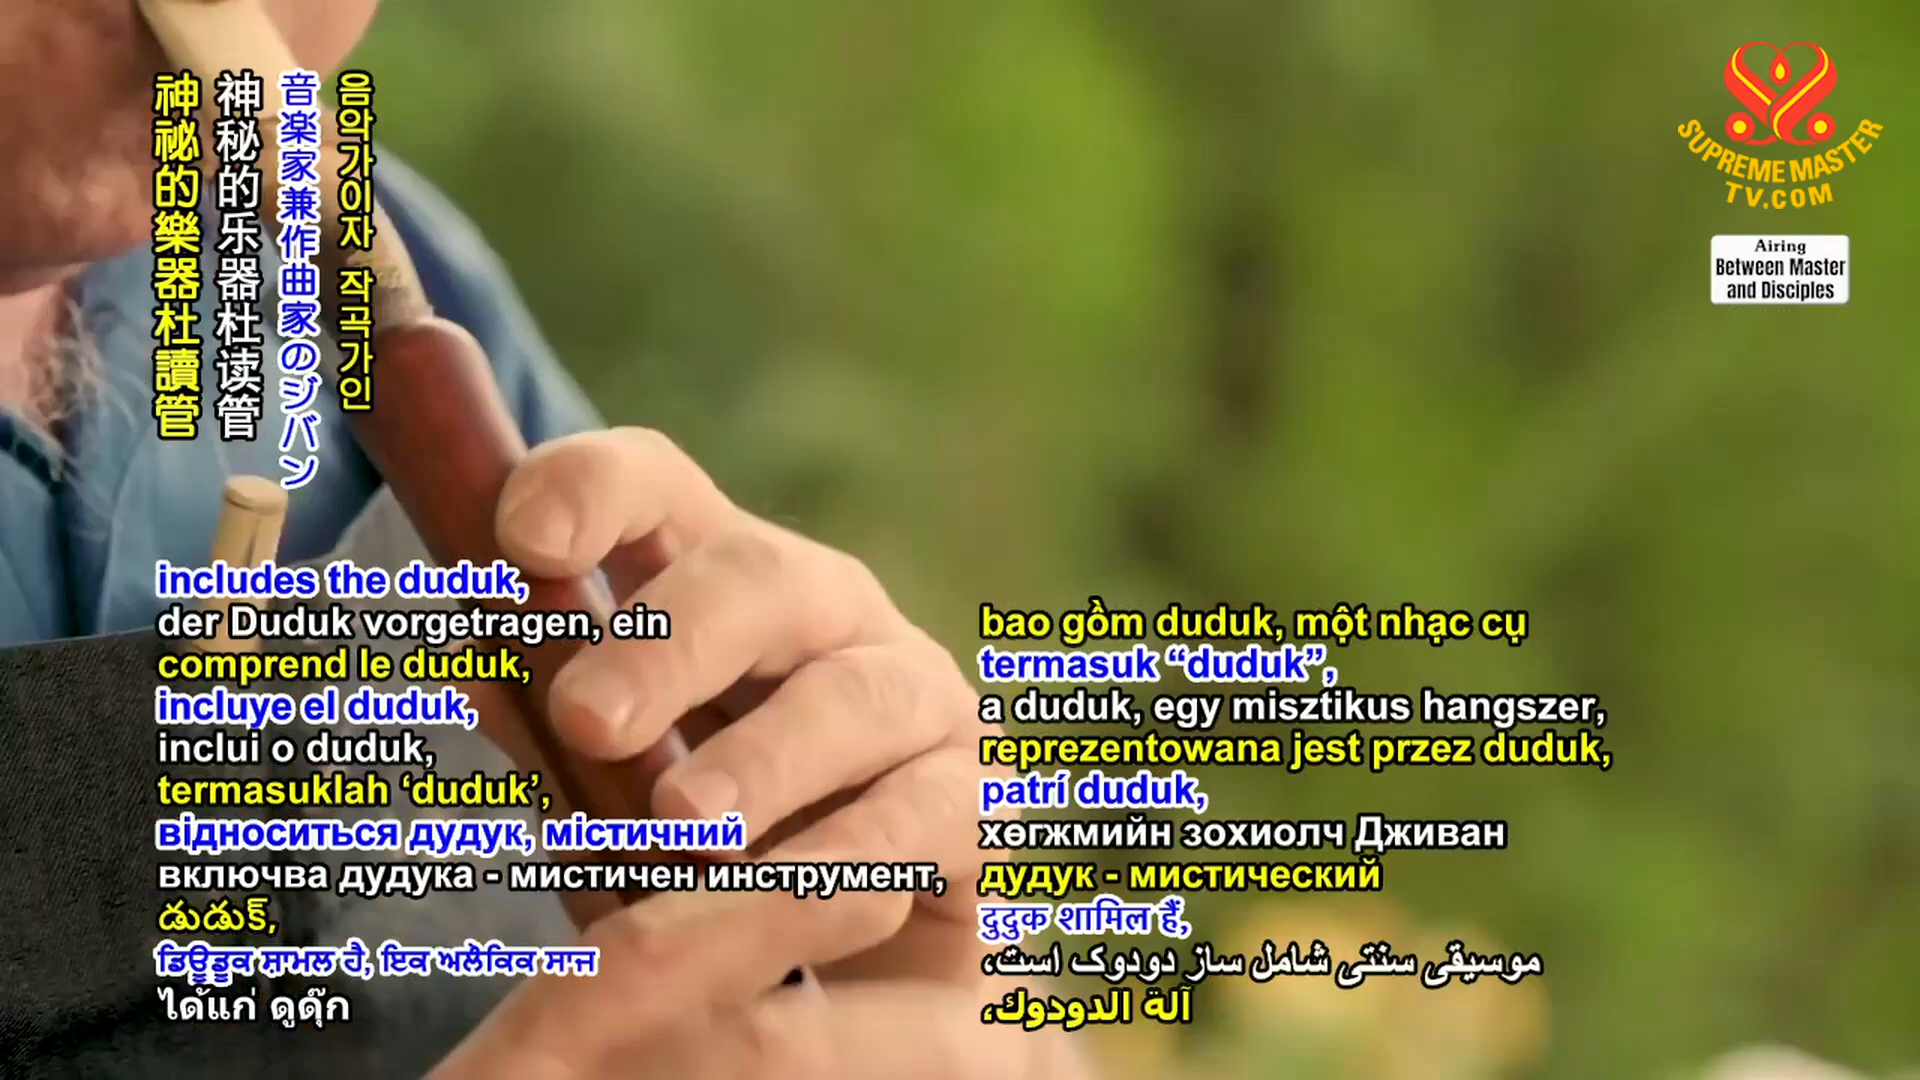 神祕的樂器杜讀管
神秘的乐器杜读管
音楽家兼作曲家のジバン
음악가이자 작곡가인
includes the duduk,
der Duduk vorgetragen, ein
comprend le duduk,
incluye el duduk,
inclui o duduk,
termasuklah ‘duduk’,
відноситься дудук, містичний
включва дудука - мистичен инструмент,
డుడుక్,
ਡਿਊਡੂਕ ਸ਼ਾਮਲ ਹੈ, ਇਕ ਅਲੌਕਿਕ ਸਾਜ
ได้แก่ ดูดุ๊ก
bao gồm duduk, một nhạc cụ
termasuk “duduk”,
a duduk, egy misztikus hangszer,
reprezentowana jest przez duduk,
patrí duduk,
хөгжмийн зохиолч Дживан
дудук - мистический
दुदुक शामिल हैं,
موسیقی سنتی شامل ساز دودوک است،
آلة الدودوك،
SUPREME MASTER
TV.COM
Airing
Between Master
and Disciples